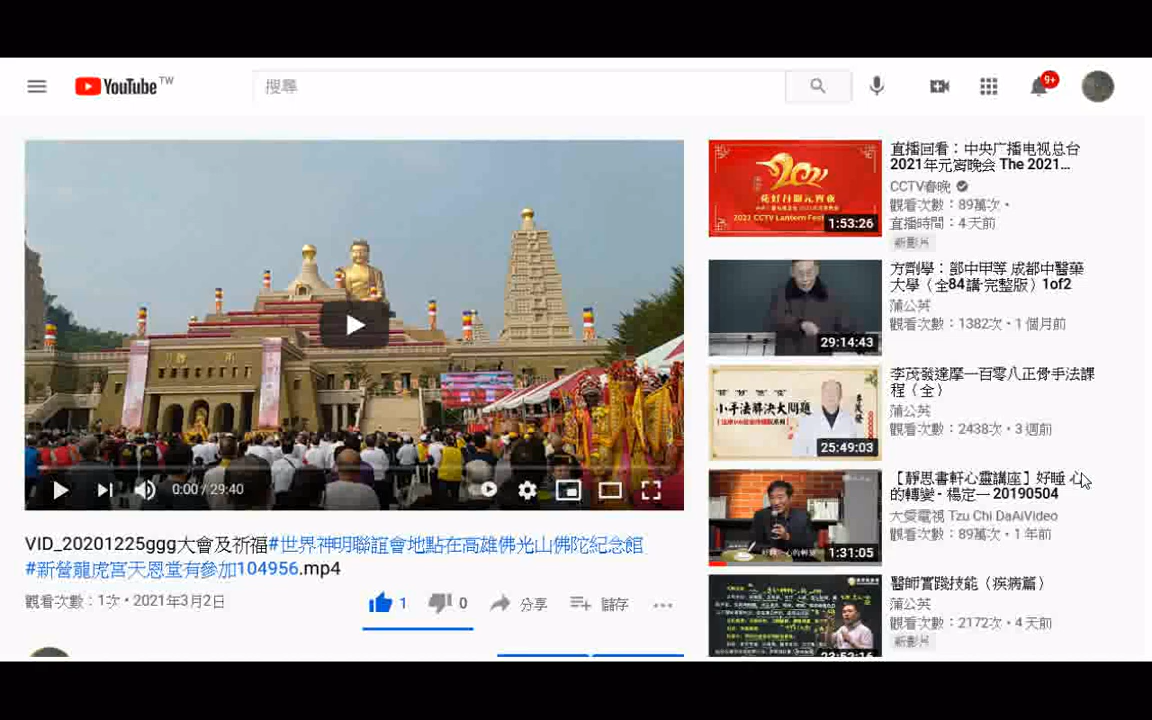 YouTube TW
搜尋
9+
0:00 / 29:40
VID_20201225ggg大會及祈福#世界神明聯誼會地點在高雄佛光山佛陀紀念館
#新營龍虎宮天恩堂有參加104956.mp4
觀看次數：1次 • 2021年3月2日
1
0
分享
儲存
2021 CCTV Lantern Fest
1:53:26
直播回看：中央广播电视总台
2021年元宵晚会 The 2021...
CCTV春晚
觀看次數：89萬次 •
直播時間：4 天前
新影片
29:14:43
方劑學：鄧中甲等 成都中醫藥
大學（全84講·完整版）1of2
蒲公英
觀看次數：1382次 • 1 個月前
小手法解決大問題
25:49:03
李茂發達摩一百零八正骨手法課
程（全）
蒲公英
觀看次數：2438次 • 3 週前
1:31:05
【靜思書軒心靈講座】好睡 心
的轉變 - 楊定一 20190504
大愛電視 Tzu Chi DaAiVideo
觀看次數：89萬次 • 1 年前
23:52:16
醫師實踐技能（疾病篇）
蒲公英
觀看次數：2172次 • 4 天前
新影片